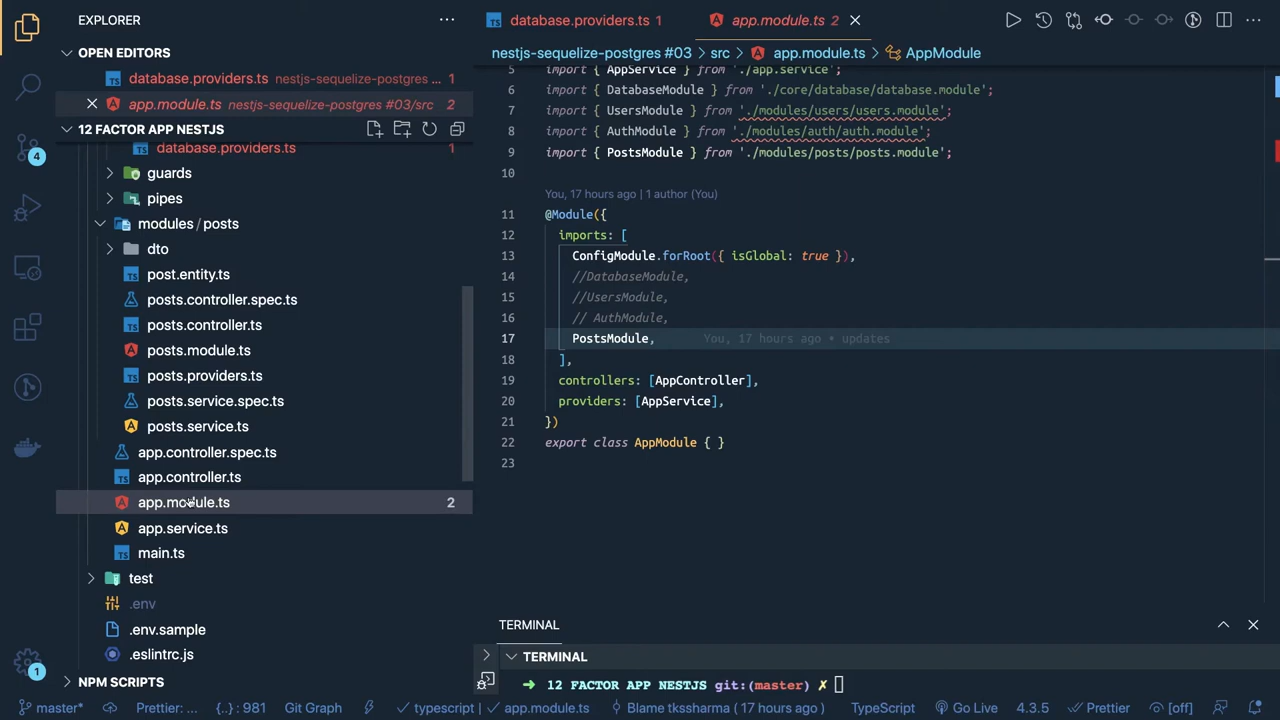 EXPLORER
OPEN EDITORS
database.providers.ts nestjs-sequelize-postgres ... 1
app.module.ts nestjs-sequelize-postgres #03/src 2
12 FACTOR APP NESTJS
database.providers.ts 1
guards
pipes
modules / posts
dto
post.entity.ts
posts.controller.spec.ts
posts.controller.ts
posts.module.ts
posts.providers.ts
posts.service.spec.ts
posts.service.ts
app.controller.spec.ts
app.controller.ts
app.module.ts 2
app.service.ts
main.ts
test
.env
.env.sample
.eslintrc.js
NPM SCRIPTS
4
1
database.providers.ts 1
app.module.ts 2
nestjs-sequelize-postgres #03 > src > app.module.ts > AppModule
5 import { AppService } from './app.service';
6 import { DatabaseModule } from './core/database/database.module';
7 import { UsersModule } from './modules/users/users.module';
8 import { AuthModule } from './modules/auth/auth.module';
9 import { PostsModule } from './modules/posts/posts.module';
10
You, 17 hours ago | 1 author (You)
11 @Module({
12 imports: [
13 ConfigModule.forRoot({ isGlobal: true }),
14 //DatabaseModule,
15 //UsersModule,
16 // AuthModule,
17 PostsModule, You, 17 hours ago • updates
18 ],
19 controllers: [AppController],
20 providers: [AppService],
21 })
22 export class AppModule { }
23
TERMINAL
TERMINAL
➜ 12 FACTOR APP NESTJS git:(master) ✗
master* Prettier: ... {..} : 981 Git Graph typescript | ✓ app.module.ts Blame tkssharma ( 17 hours ago ) TypeScript Go Live 4.3.5 ✓ Prettier [off]